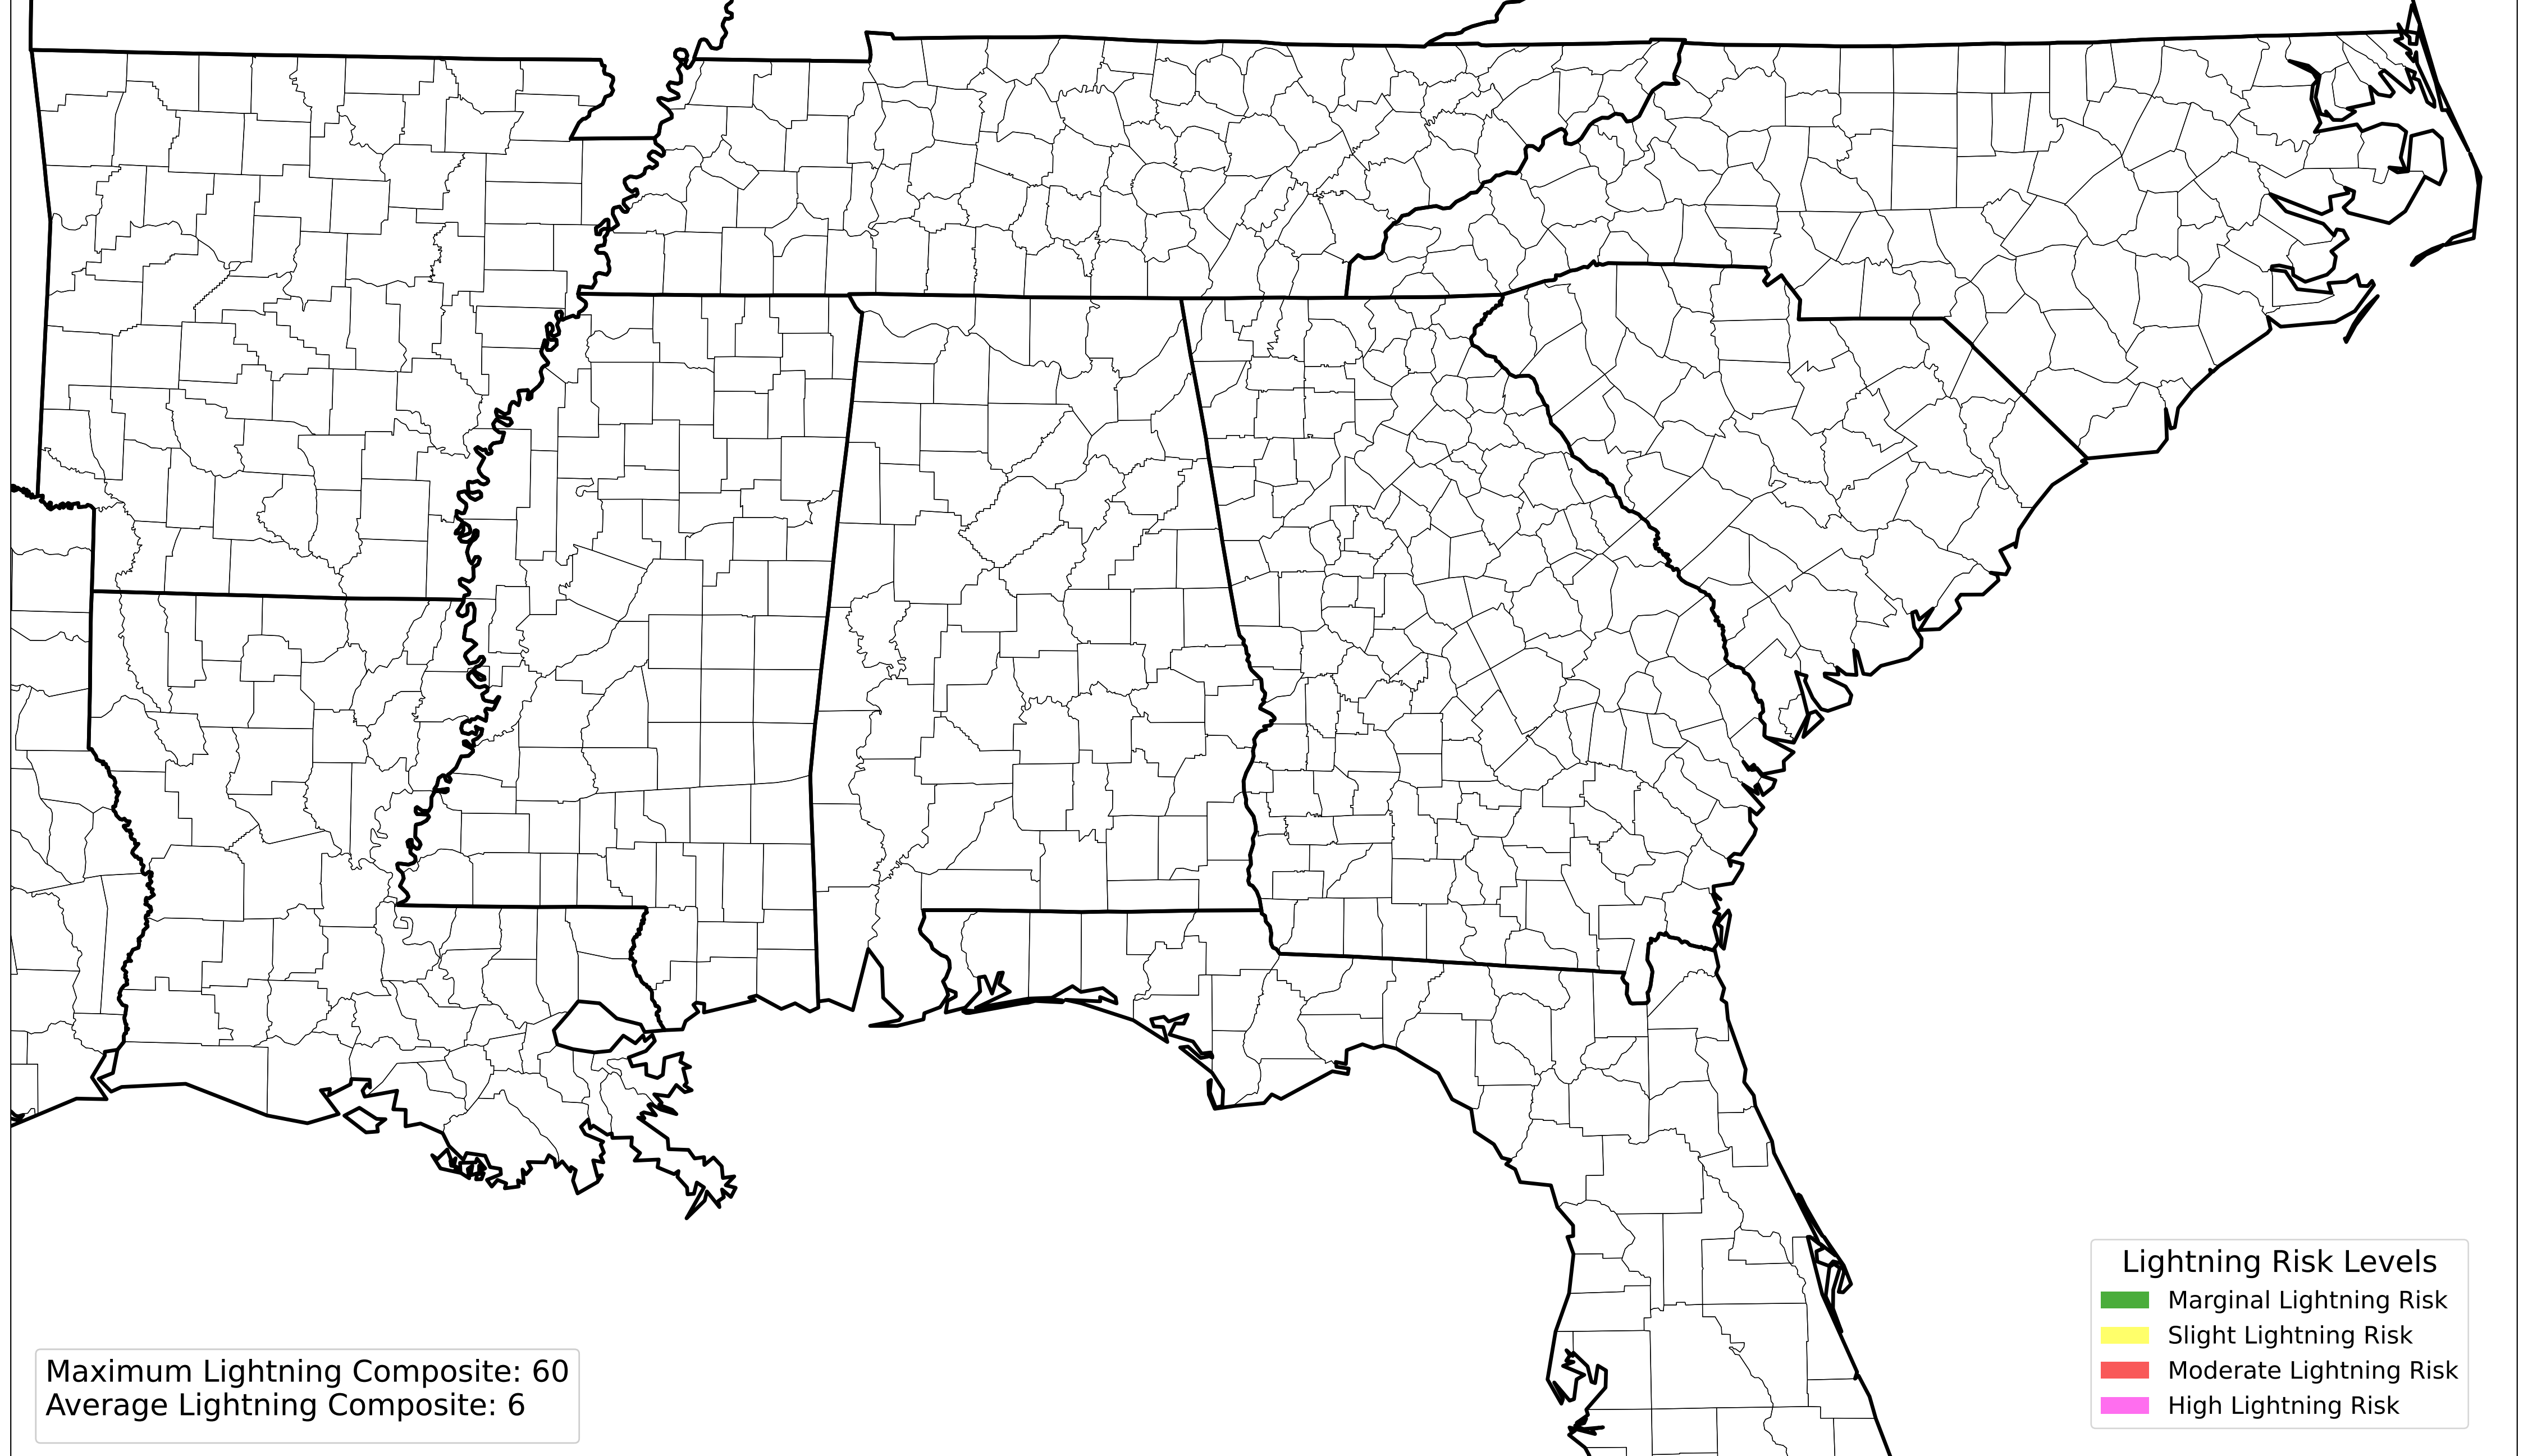 Lightning Risk Levels
Marginal Lightning Risk
Slight Lightning Risk
Moderate Lightning Risk
High Lightning Risk
Maximum Lightning Composite: 60
Average Lightning Composite: 6